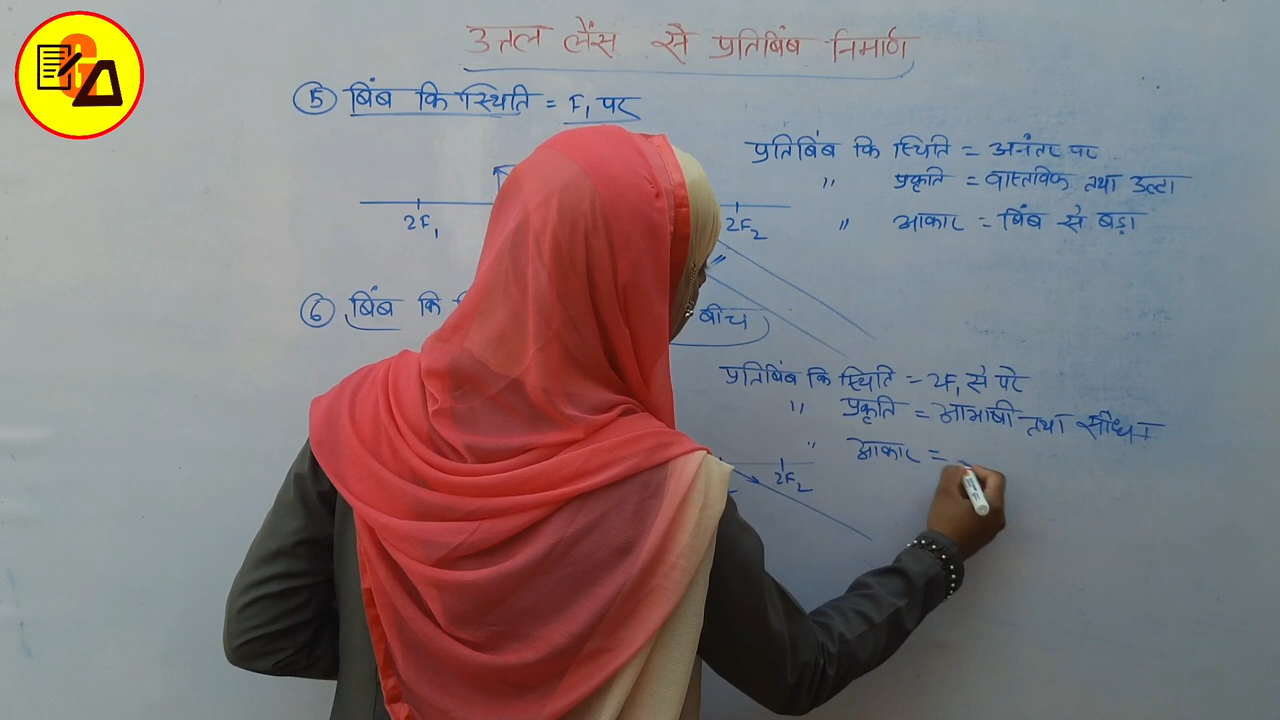 उत्तल लैंस से प्रतिबिंब निर्माण
⑤ बिंब कि स्थिति = F₁ पर
प्रतिबिंब कि स्थिति = अनंतर पर
" प्रकृति = वास्तविक तथा उल्टा
" आकार = बिंब से बड़ा
2F₁ 2F₂
⑥ बिंब कि बीच
प्रतिबिंब कि स्थिति = 2F₁ से परे
" प्रकृति = आभाषी तथा सीधा
" आकार =
2F₂